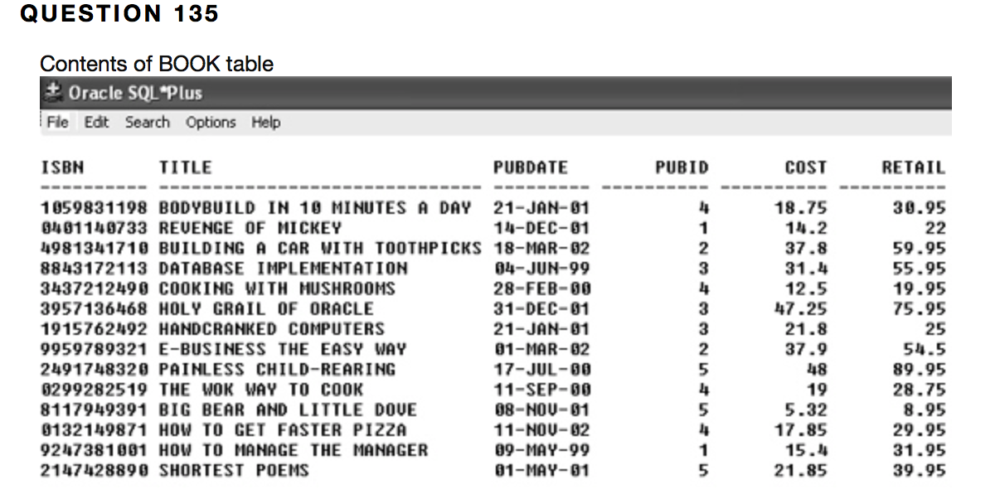 QUESTION 135
Contents of BOOK table
Oracle SQL*Plus
File Edit Search Options Help
ISBN TITLE PUBDATE PUBID COST RETAIL
---------- ------------------------------ --------- ---------- ---------- ----------
1059831198 BODYBUILD IN 10 MINUTES A DAY 21-JAN-01 4 18.75 30.95
0401140733 REVENGE OF MICKEY 14-DEC-01 1 14.2 22
4981341710 BUILDING A CAR WITH TOOTHPICKS 18-MAR-02 2 37.8 59.95
8843172113 DATABASE IMPLEMENTATION 04-JUN-99 3 31.4 55.95
3437212490 COOKING WITH MUSHROOMS 28-FEB-00 4 12.5 19.95
3957136468 HOLY GRAIL OF ORACLE 31-DEC-01 3 47.25 75.95
1915762492 HANDCRANKED COMPUTERS 21-JAN-01 3 21.8 25
9959789321 E-BUSINESS THE EASY WAY 01-MAR-02 2 37.9 54.5
2491748320 PAINLESS CHILD-REARING 17-JUL-00 5 48 89.95
0299282519 THE WOK WAY TO COOK 11-SEP-00 4 19 28.75
8117949391 BIG BEAR AND LITTLE DOVE 08-NOV-01 5 5.32 8.95
0132149871 HOW TO GET FASTER PIZZA 11-NOV-02 4 17.85 29.95
9247381001 HOW TO MANAGE THE MANAGER 09-MAY-99 1 15.4 31.95
2147428890 SHORTEST POEMS 01-MAY-01 5 21.85 39.95